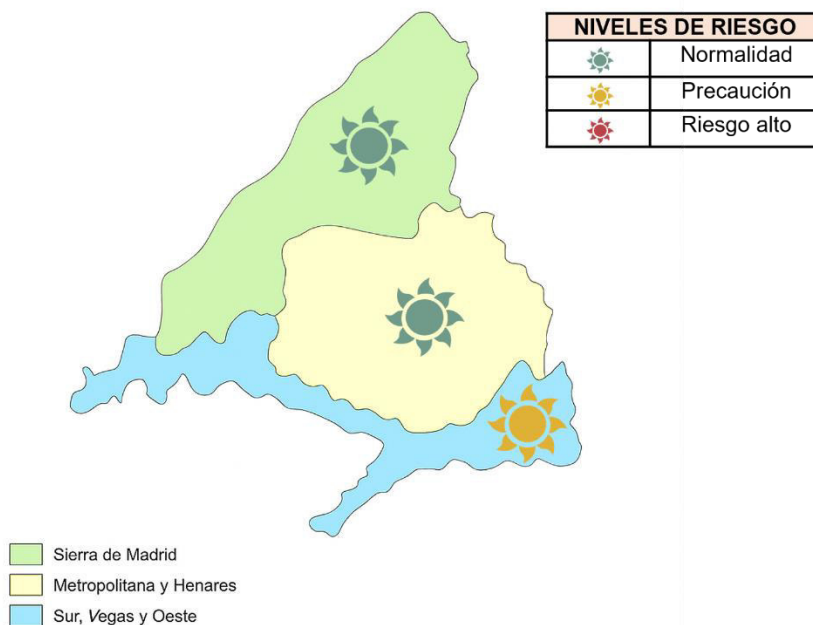 NIVELES DE RIESGO
Normalidad
Precaución
Riesgo alto
Sierra de Madrid
Metropolitana y Henares
Sur, Vegas y Oeste